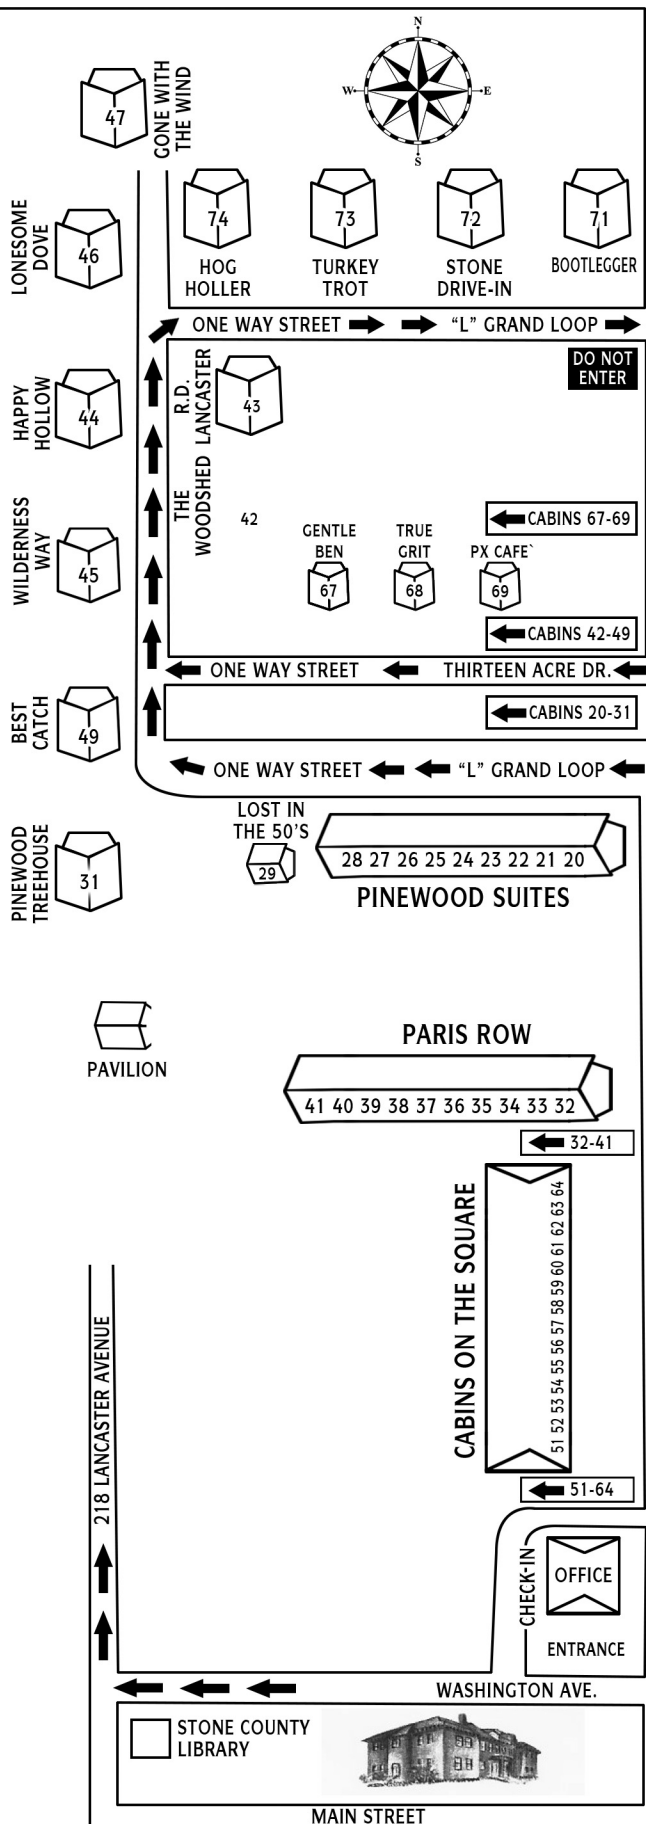 N
W
E
S
47
GONE WITH
THE WIND
LONESOME
DOVE
46
74
73
72
71
HOG
HOLLER
TURKEY
TROT
STONE
DRIVE-IN
BOOTLEGGER
ONE WAY STREET
"L" GRAND LOOP
DO NOT
ENTER
HAPPY
HOLLOW
44
R.D.
LANCASTER
43
THE
WOODSHED
42
CABINS 67-69
WILDERNESS
WAY
45
GENTLE
BEN
TRUE
GRIT
PX CAFE`
67
68
69
CABINS 42-49
ONE WAY STREET
THIRTEEN ACRE DR.
BEST
CATCH
49
CABINS 20-31
ONE WAY STREET
"L" GRAND LOOP
LOST IN
THE 50'S
29
PINEWOOD
TREEHOUSE
31
28 27 26 25 24 23 22 21 20
PINEWOOD SUITES
PAVILION
PARIS ROW
41 40 39 38 37 36 35 34 33 32
32-41
CABINS ON THE SQUARE
51 52 53 54 55 56 57 58 59 60 61 62 63 64
51-64
218 LANCASTER AVENUE
CHECK-IN
OFFICE
ENTRANCE
WASHINGTON AVE.
STONE COUNTY
LIBRARY
MAIN STREET